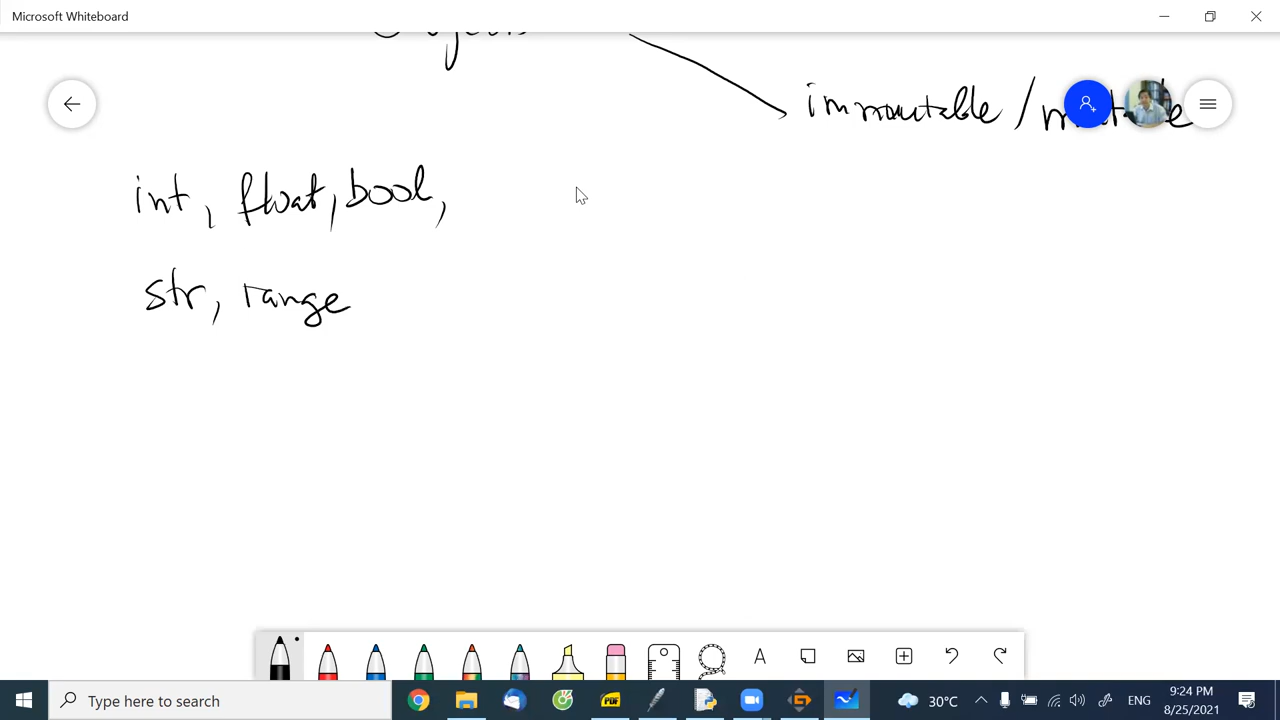 Microsoft Whiteboard
immutable /
int, float, bool,
str, range
A
Type here to search
PDF
30°C
ENG
9:24 PM
8/25/2021